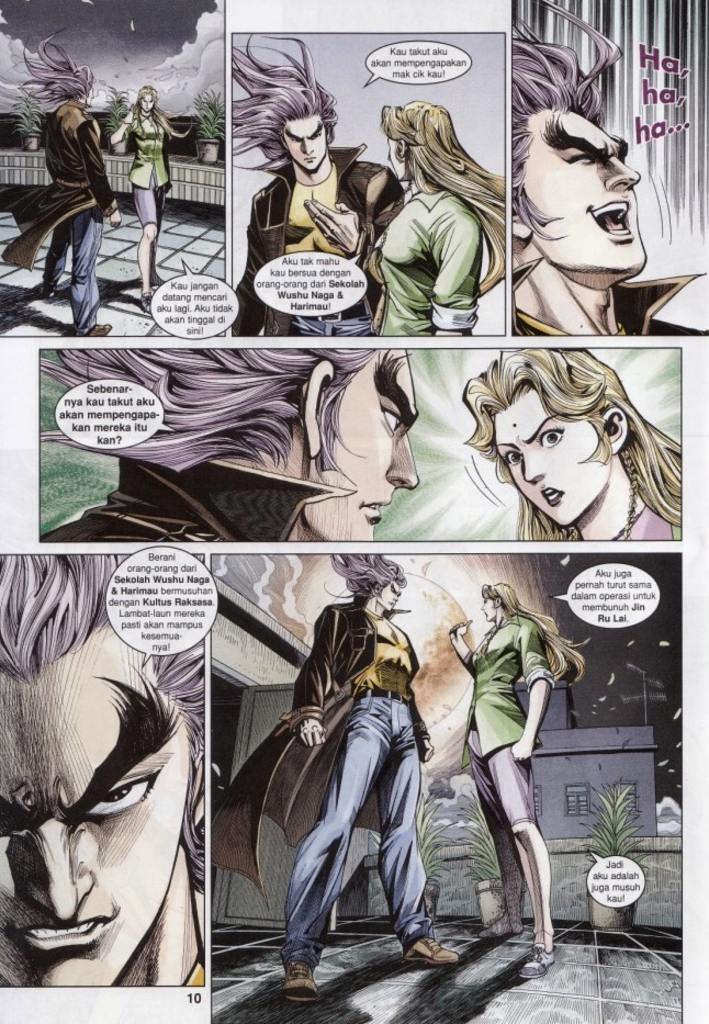 Kau jangan
datang mencari
aku lagi. Aku tidak
akan tinggal di
sini!
Kau takut aku
akan mempengapakan
mak cik kau!
Aku tak mahu
kau bersua dengan
orang-orang dari Sekolah
Wushu Naga &
Harimau!
Ha,
ha,
ha...
Sebenar-
nya kau takut aku
akan mempengapa-
kan mereka itu
kan?
Berani
orang-orang dari
Sekolah Wushu Naga
& Harimau bermusuhan
dengan Kultus Raksasa.
Lambat-laun mereka
pasti akan mampus
kesemua-
nya!
Aku juga
pernah turut sama
dalam operasi untuk
membunuh Jin
Ru Lai.
Jadi
aku adalah
juga musuh
kau!
10